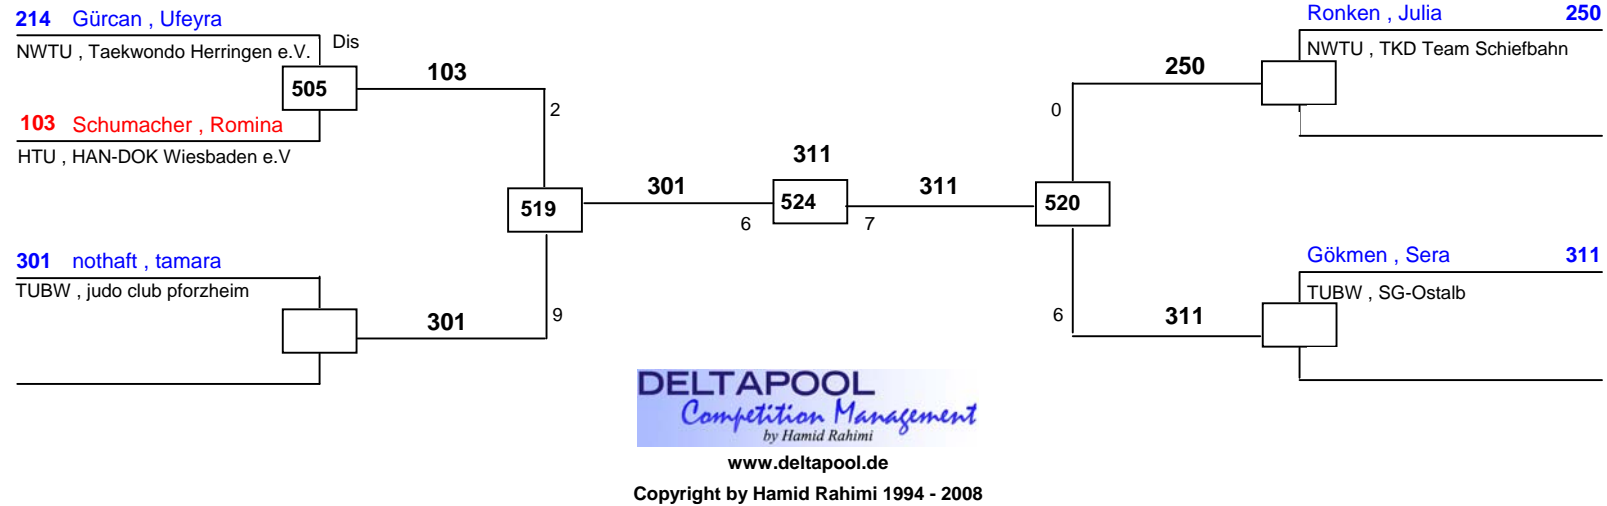 214 Gürcan , Ufeyra
NWTU , Taekwondo Herringen e.V.
Dis
505
103
103 Schumacher , Romina
HTU , HAN-DOK Wiesbaden e.V
2
519
301
6
311
524
7
311
520
0
250
Ronken , Julia 250
NWTU , TKD Team Schiefbahn
301 nothaft , tamara
TUBW , judo club pforzheim
301
9
6
311
Gökmen , Sera 311
TUBW , SG-Ostalb
DELTAPOOL
Competition Management
by Hamid Rahimi
www.deltapool.de
Copyright by Hamid Rahimi 1994 - 2008